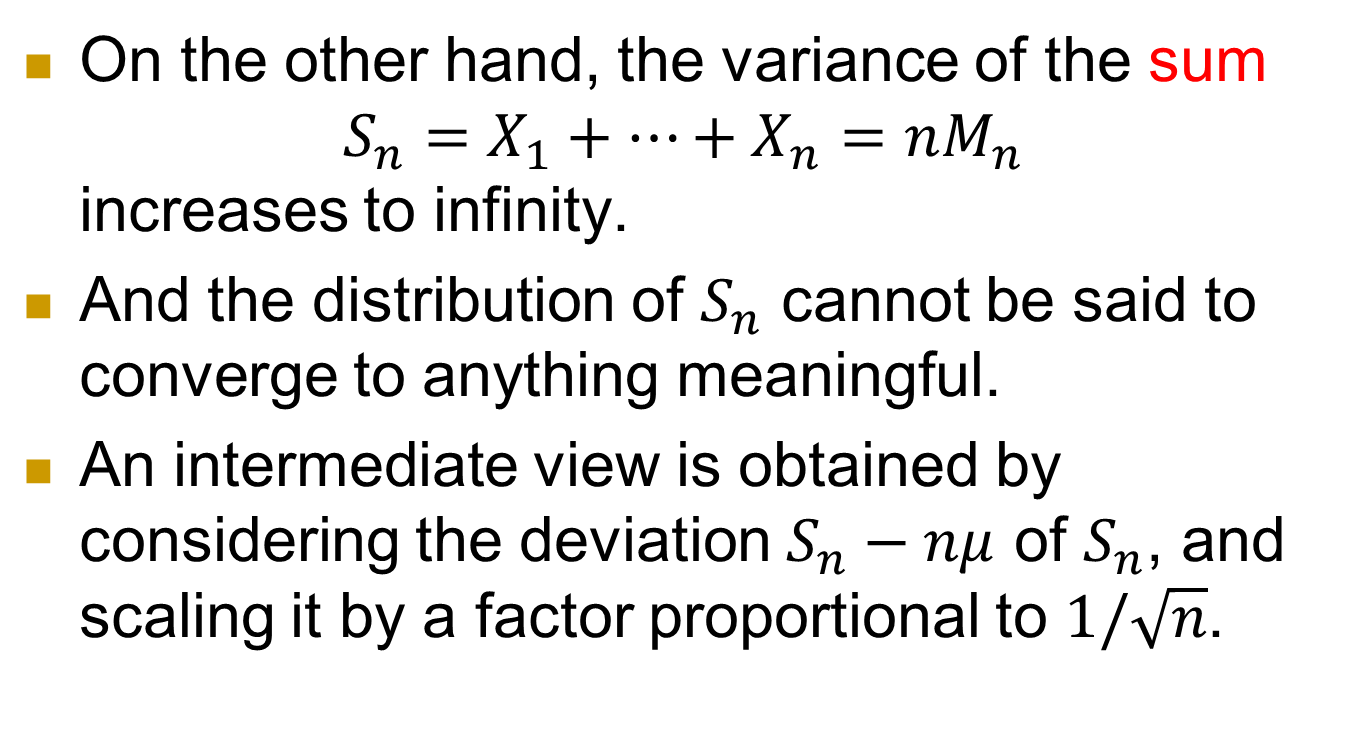 On the other hand, the variance of the sum
𝑆ₙ = 𝑋₁ + ⋯ + 𝑋ₙ = 𝑛𝑀ₙ
increases to infinity.
And the distribution of 𝑆ₙ cannot be said to
converge to anything meaningful.
An intermediate view is obtained by
considering the deviation 𝑆ₙ − 𝑛𝜇 of 𝑆ₙ, and
scaling it by a factor proportional to 1/√𝑛.